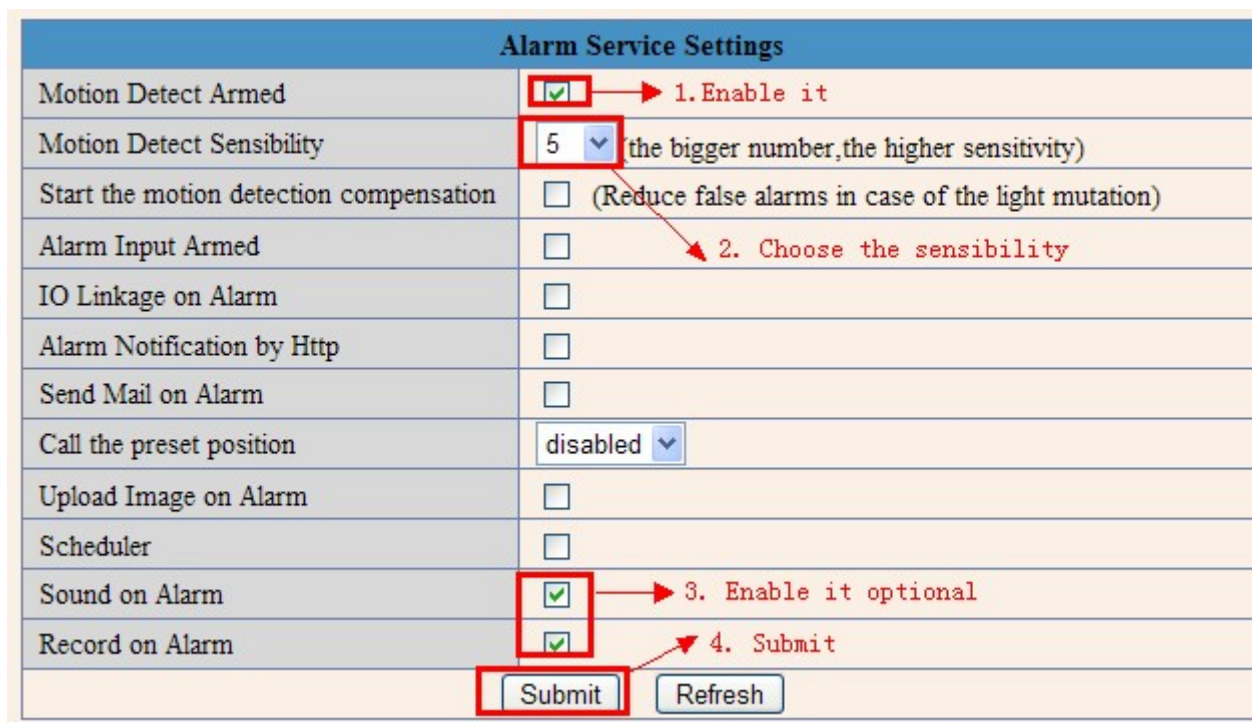 Alarm Service Settings
Motion Detect Armed
1.Enable it
Motion Detect Sensibility
5
(the bigger number,the higher sensitivity)
Start the motion detection compensation
(Reduce false alarms in case of the light mutation)
Alarm Input Armed
2. Choose the sensibility
IO Linkage on Alarm
Alarm Notification by Http
Send Mail on Alarm
Call the preset position
disabled
Upload Image on Alarm
Scheduler
Sound on Alarm
3. Enable it optional
Record on Alarm
4. Submit
Submit
Refresh